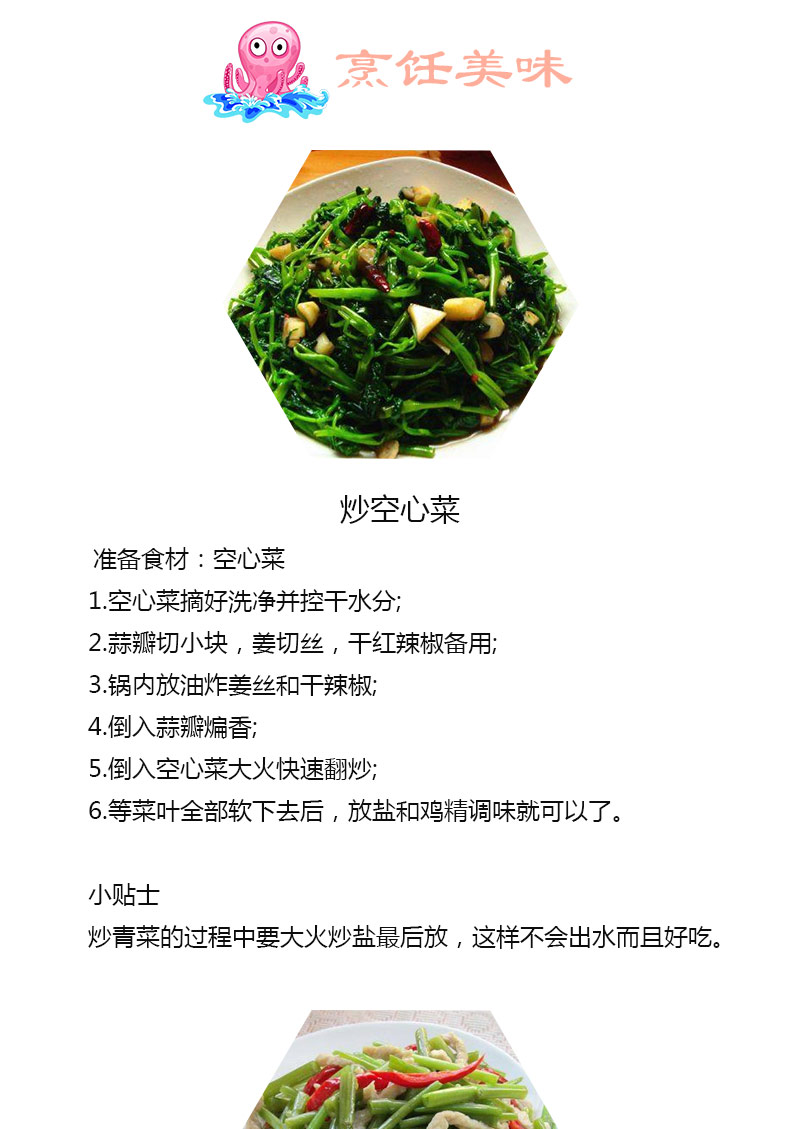 烹饪美味
炒空心菜
准备食材：空心菜
1.空心菜摘好洗净并控干水分;
2.蒜瓣切小块，姜切丝，干红辣椒备用;
3.锅内放油炸姜丝和干辣椒;
4.倒入蒜瓣煸香;
5.倒入空心菜大火快速翻炒;
6.等菜叶全部软下去后，放盐和鸡精调味就可以了。
小贴士
炒青菜的过程中要大火炒盐最后放，这样不会出水而且好吃。